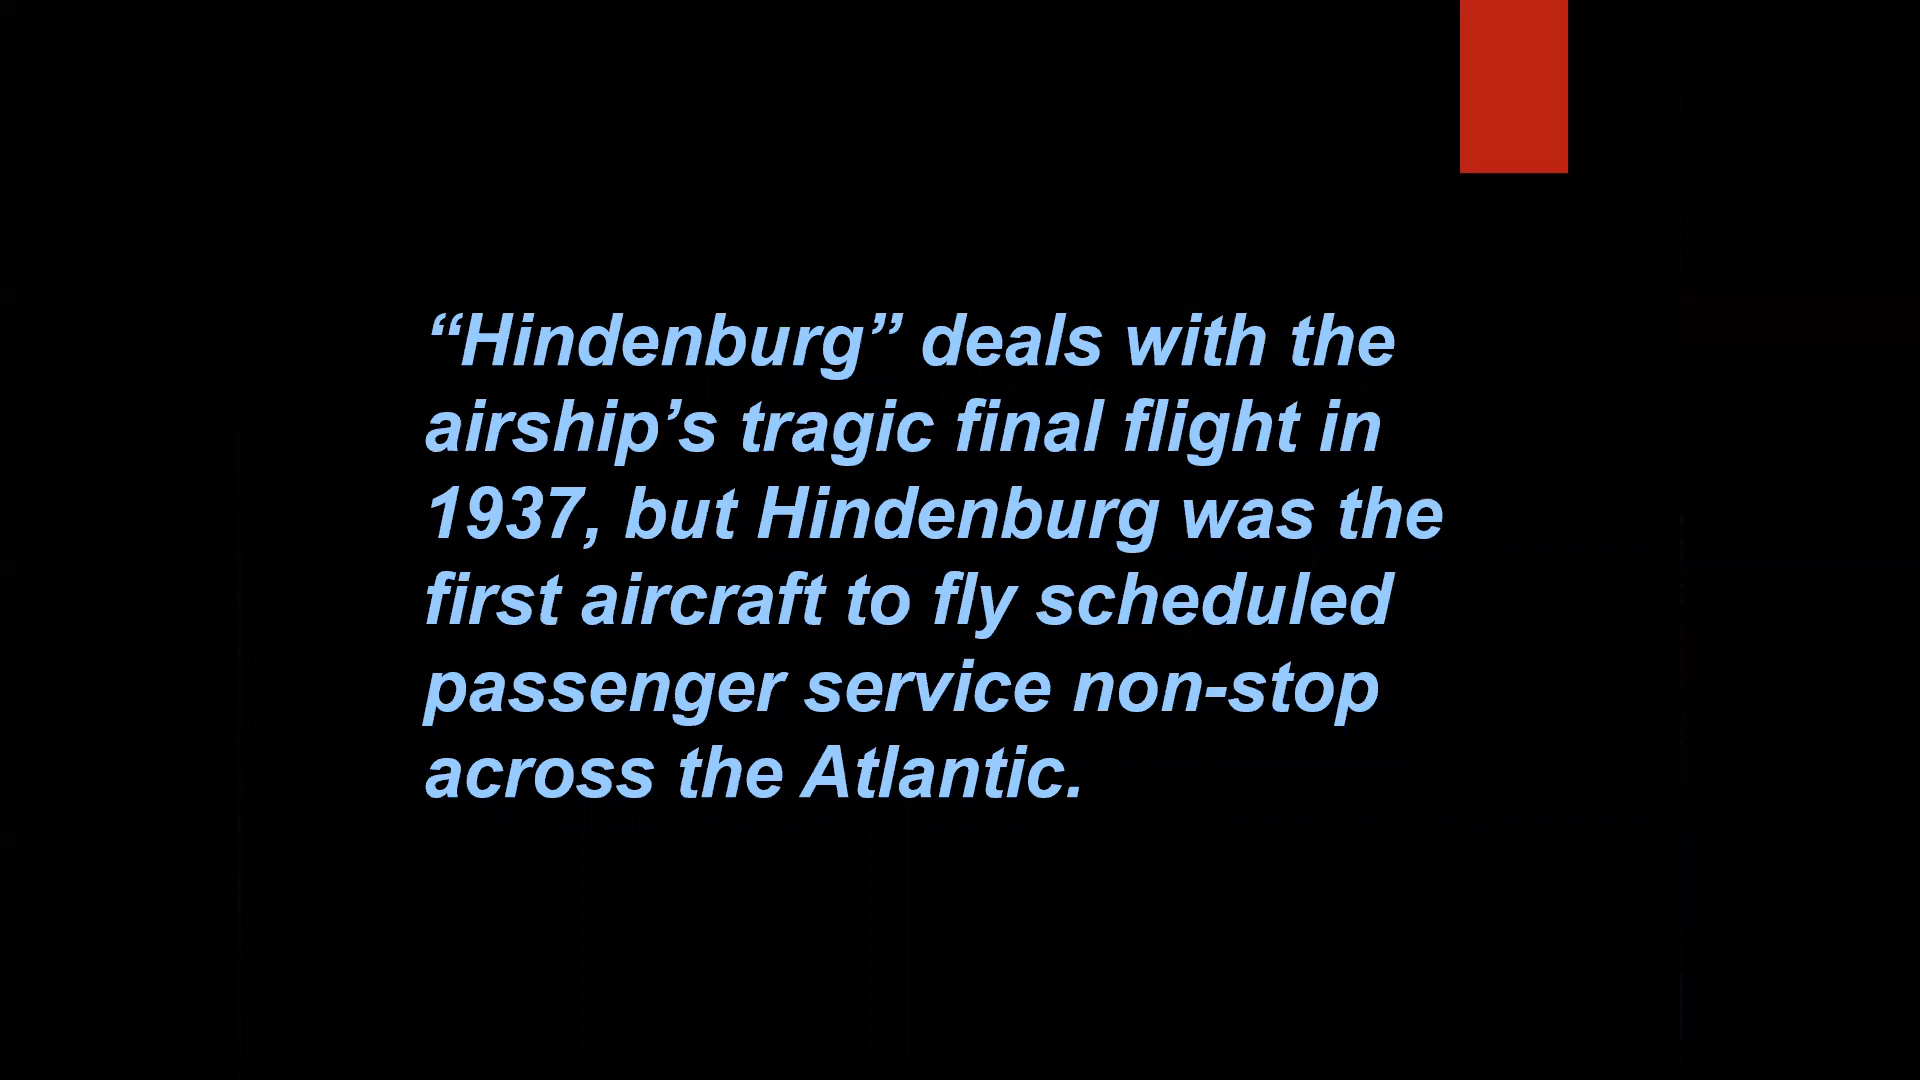 “Hindenburg” deals with the
airship’s tragic final flight in
1937, but Hindenburg was the
first aircraft to fly scheduled
passenger service non-stop
across the Atlantic.